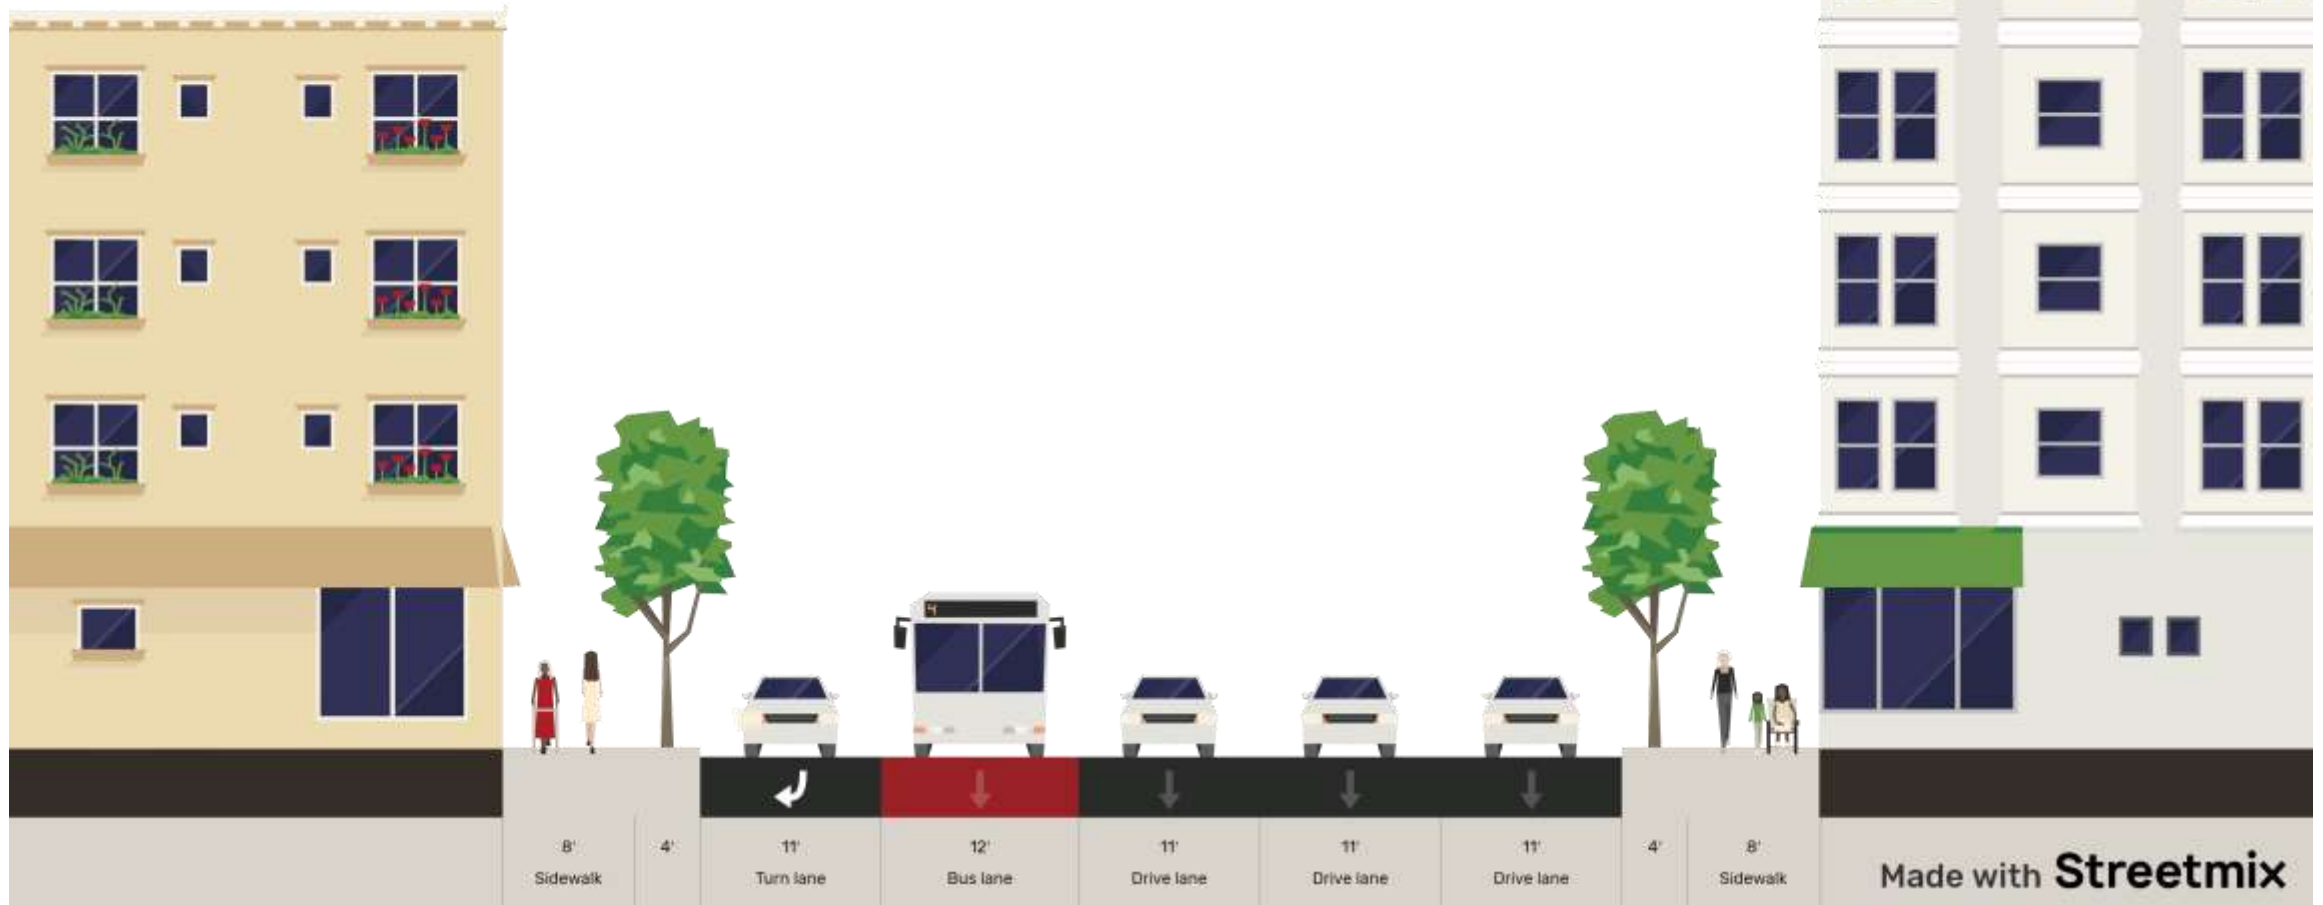 4
8' 4' 11' 12' 11' 11' 11' 4' 8'
Sidewalk Turn lane Bus lane Drive lane Drive lane Drive lane Sidewalk
Made with Streetmix